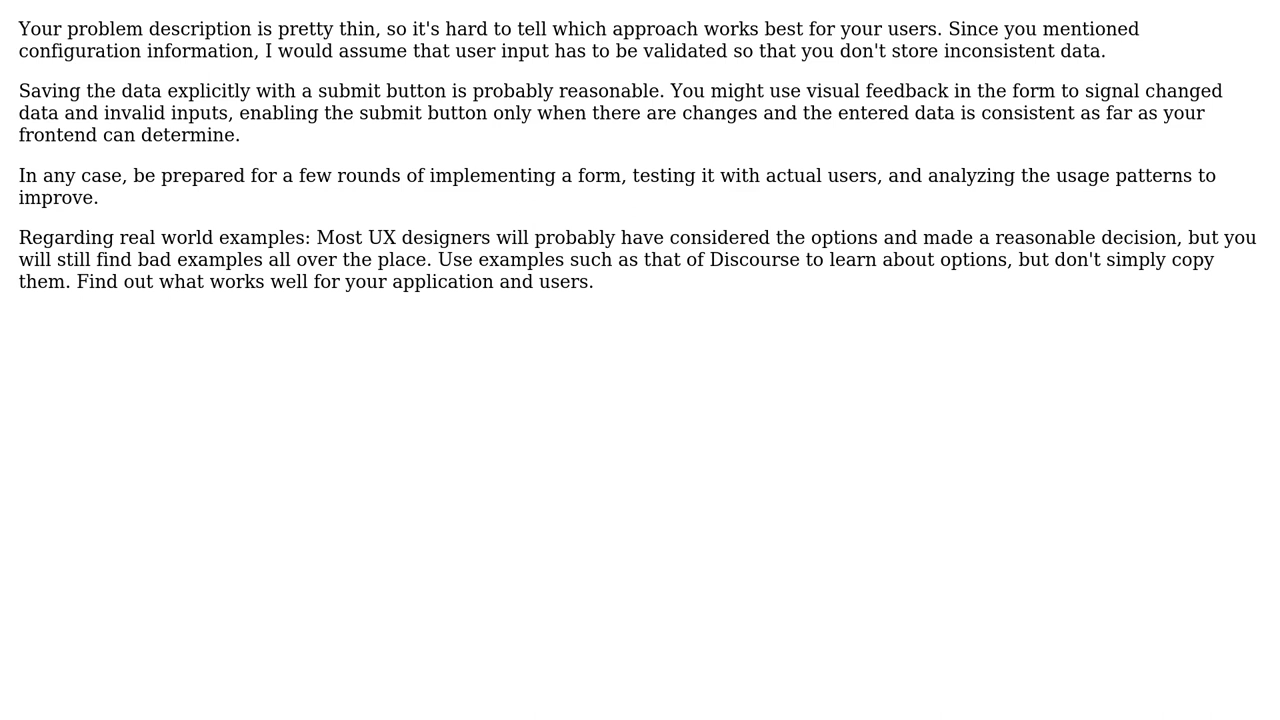 Your problem description is pretty thin, so it's hard to tell which approach works best for your users. Since you mentioned
configuration information, I would assume that user input has to be validated so that you don't store inconsistent data.
Saving the data explicitly with a submit button is probably reasonable. You might use visual feedback in the form to signal changed
data and invalid inputs, enabling the submit button only when there are changes and the entered data is consistent as far as your
frontend can determine.
In any case, be prepared for a few rounds of implementing a form, testing it with actual users, and analyzing the usage patterns to
improve.
Regarding real world examples: Most UX designers will probably have considered the options and made a reasonable decision, but you
will still find bad examples all over the place. Use examples such as that of Discourse to learn about options, but don't simply copy
them. Find out what works well for your application and users.